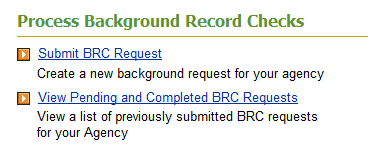 Process Background Record Checks
Submit BRC Request
Create a new background request for your agency
View Pending and Completed BRC Requests
View a list of previously submitted BRC requests
for your Agency